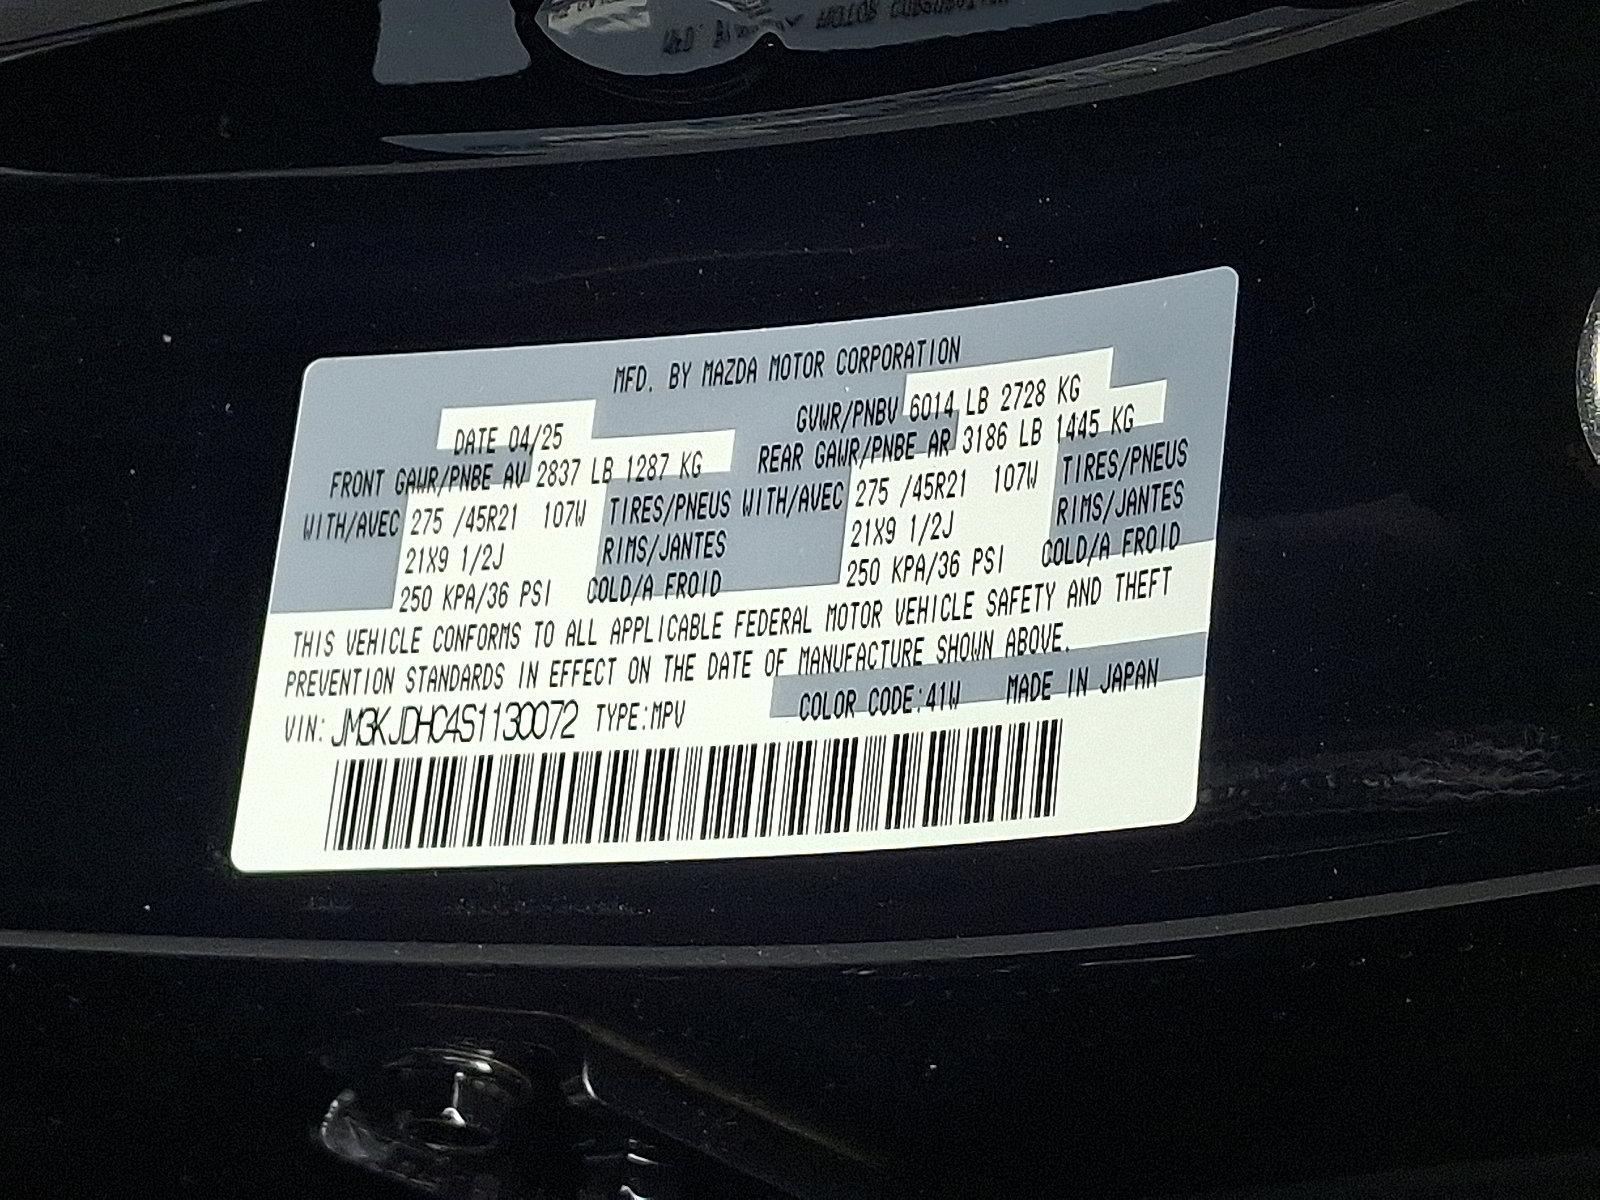 MFD. BY MAZDA MOTOR CORPORATION
DATE 04/25 GVWR/PNBV 6014 LB 2728 KG
FRONT GAWR/PNBE AV 2837 LB 1287 KG REAR GAWR/PNBE AR 3186 LB 1445 KG
WITH/AVEC 275 /45R21 107W TIRES/PNEUS WITH/AVEC 275 /45R21 107W TIRES/PNEUS
21X9 1/2J RIMS/JANTES 21X9 1/2J RIMS/JANTES
250 KPA/36 PSI COLD/A FROID 250 KPA/36 PSI COLD/A FROID
THIS VEHICLE CONFORMS TO ALL APPLICABLE FEDERAL MOTOR VEHICLE SAFETY AND THEFT
PREVENTION STANDARDS IN EFFECT ON THE DATE OF MANUFACTURE SHOWN ABOVE.
VIN: JM3KJDHC4S1130072 TYPE:MPV COLOR CODE:41W MADE IN JAPAN